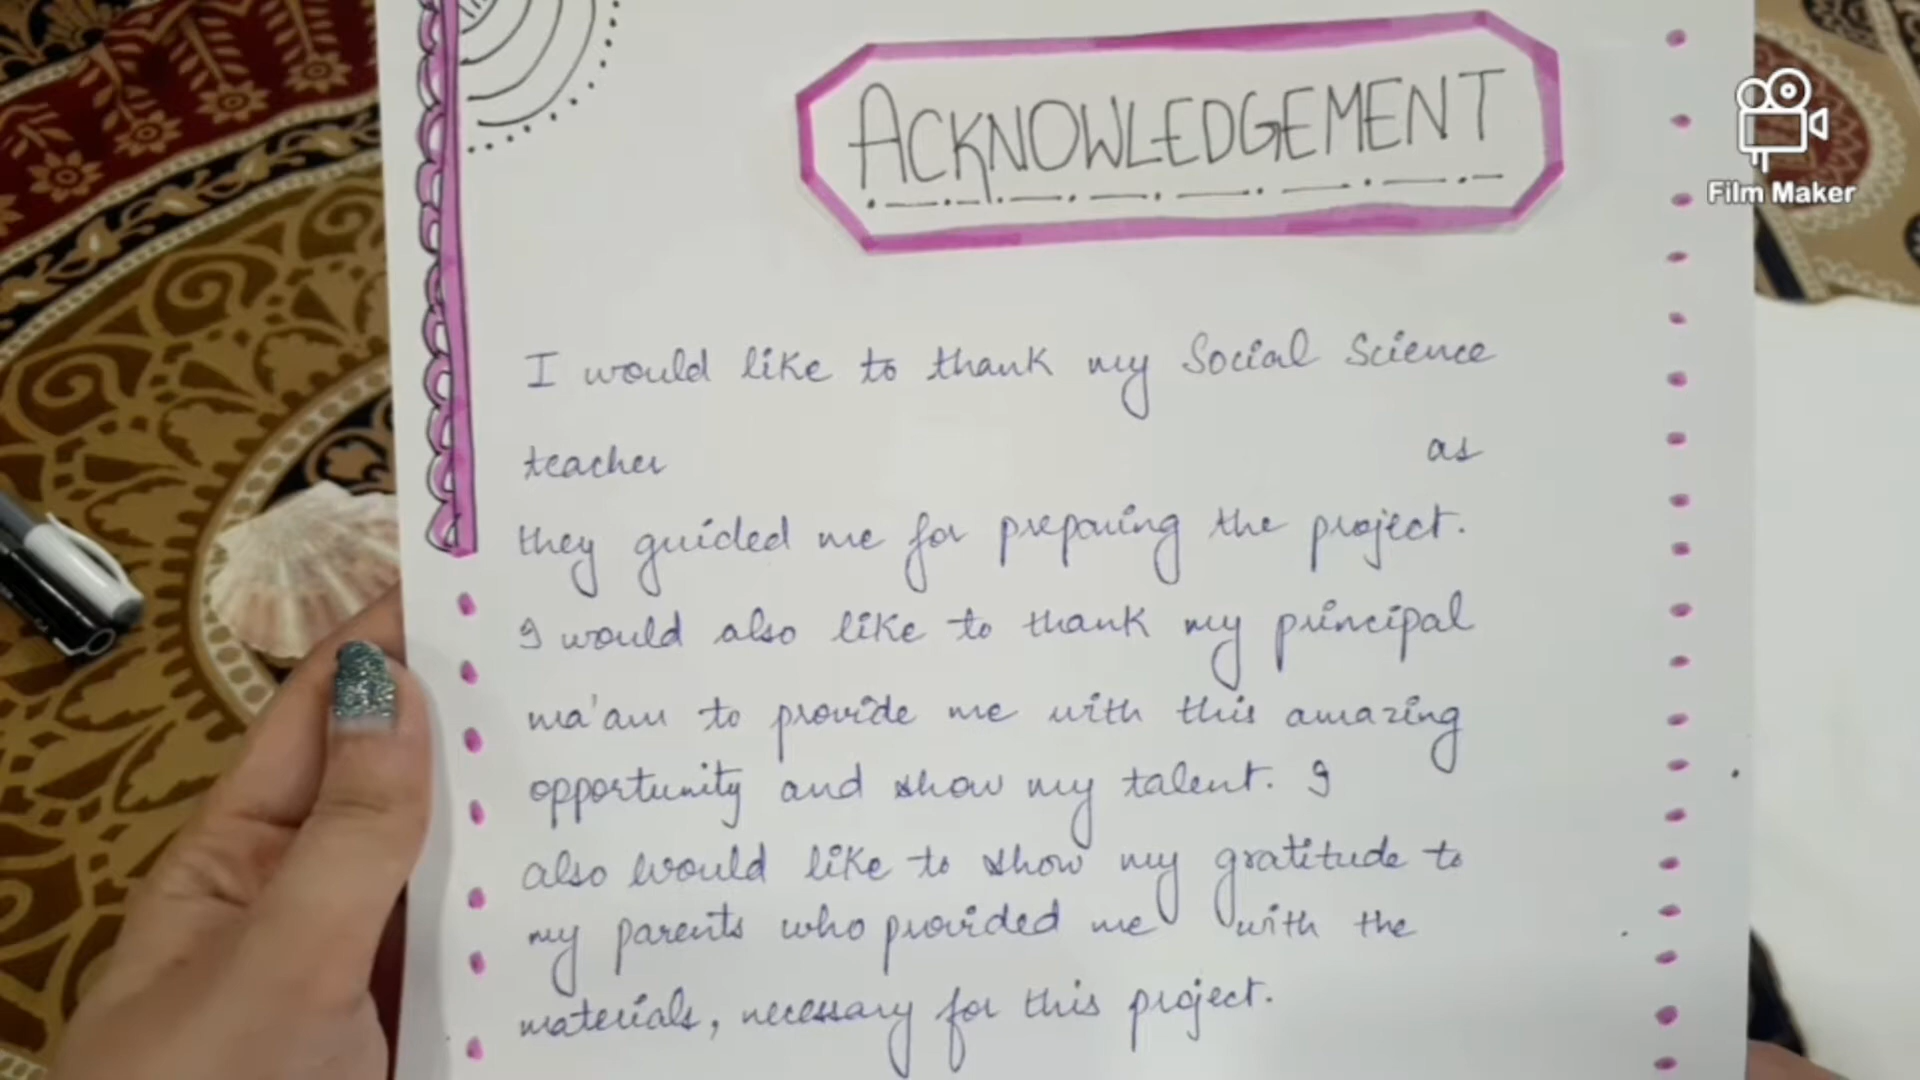 ACKNOWLEDGEMENT
Film Maker
I would like to thank my Social Science
teacher as
they guided me for preparing the project.
I would also like to thank my principal
ma'am to provide me with this amazing
opportunity and show my talent. I
also would like to show my gratitude to
my parents who provided me with the
materials, necessary for this project.